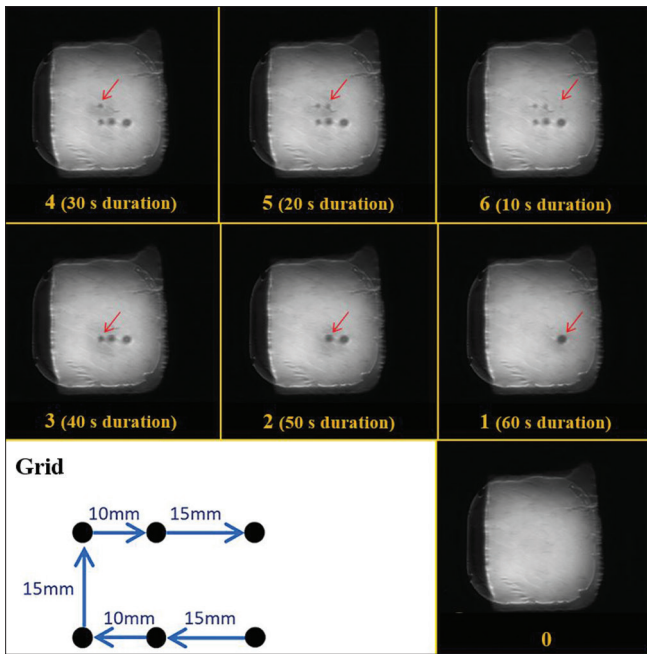 4 (30 s duration)
5 (20 s duration)
6 (10 s duration)
3 (40 s duration)
2 (50 s duration)
1 (60 s duration)
Grid
10mm
15mm
15mm
10mm
15mm
0